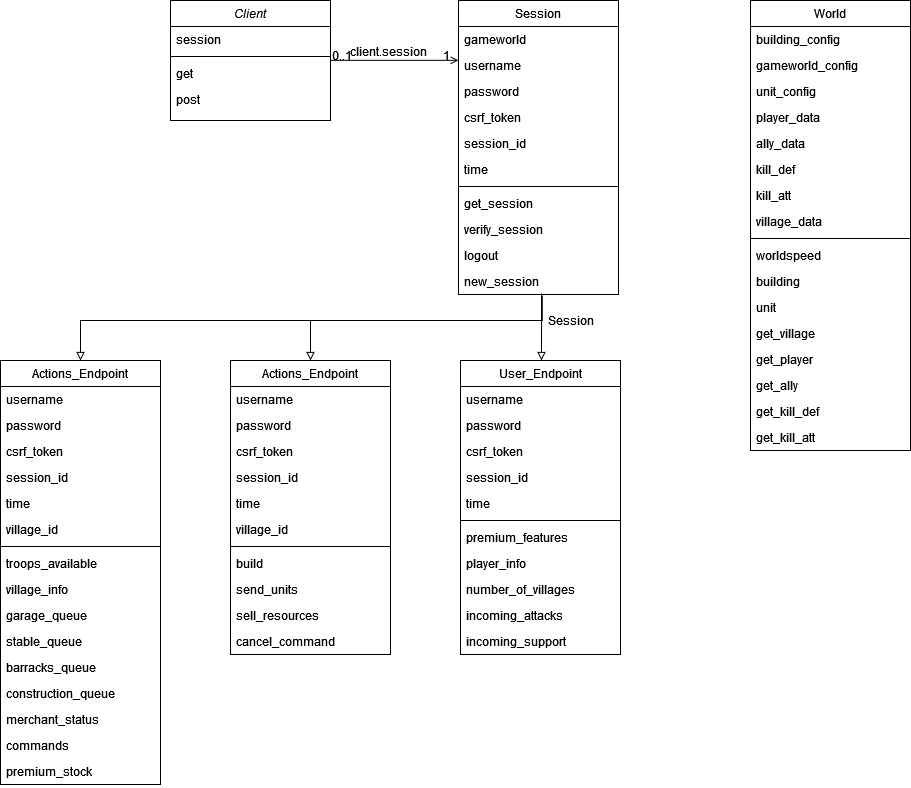 Client
session
get
post
0..1
client.session
1
Session
gameworld
username
password
csrf_token
session_id
time
get_session
verify_session
logout
new_session
World
building_config
gameworld_config
unit_config
player_data
ally_data
kill_def
kill_att
village_data
worldspeed
building
unit
get_village
get_player
get_ally
get_kill_def
get_kill_att
Session
Actions_Endpoint
username
password
csrf_token
session_id
time
village_id
troops_available
village_info
garage_queue
stable_queue
barracks_queue
construction_queue
merchant_status
commands
premium_stock
Actions_Endpoint
username
password
csrf_token
session_id
time
village_id
build
send_units
sell_resources
cancel_command
User_Endpoint
username
password
csrf_token
session_id
time
premium_features
player_info
number_of_villages
incoming_attacks
incoming_support